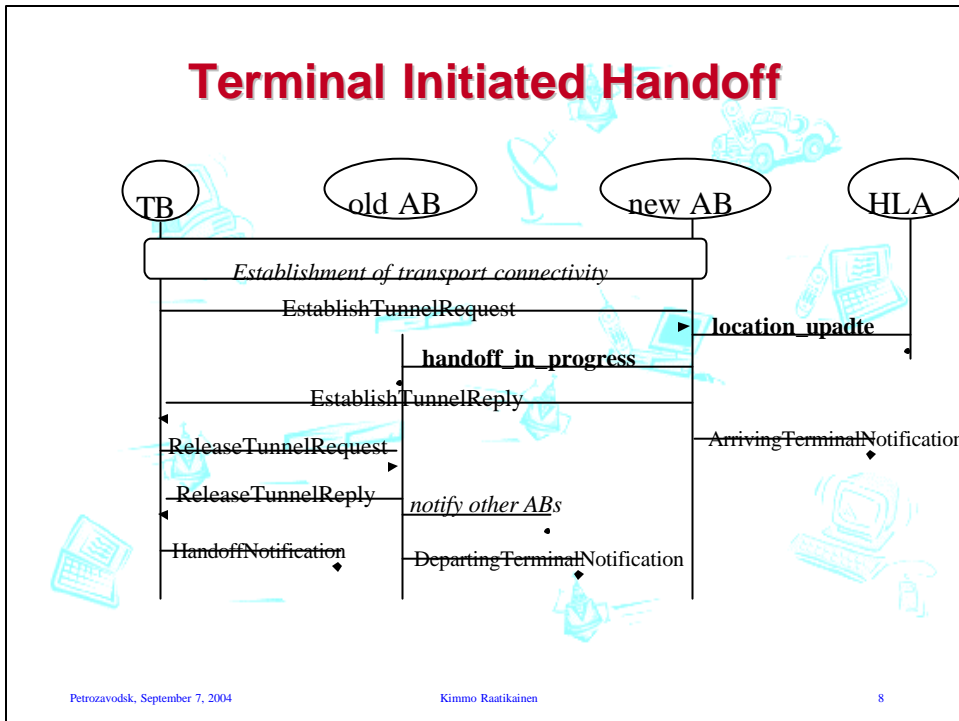 Terminal Initiated Handoff
TB
old AB
new AB
HLA
Establishment of transport connectivity
EstablishTunnelRequest
location_upadte
handoff_in_progress
EstablishTunnelReply
ArrivingTerminalNotification
ReleaseTunnelRequest
ReleaseTunnelReply
notify other ABs
HandoffNotification
DepartingTerminalNotification
Petrozavodsk, September 7, 2004
Kimmo Raatikainen
8